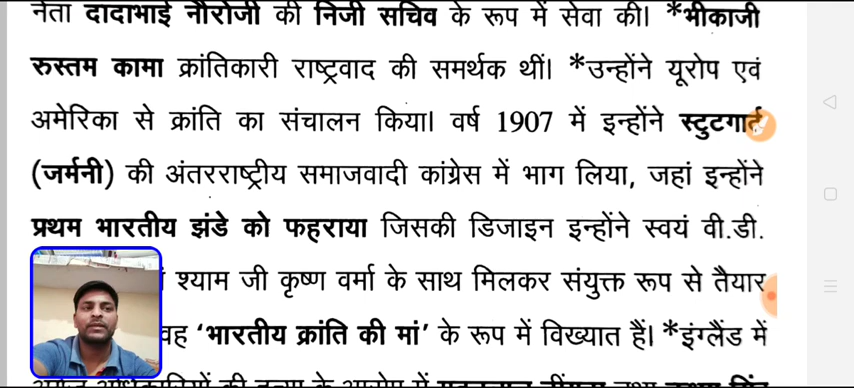 नेता दादाभाई नौरोजी की निजी सचिव के रूप में सेवा की। *भीकाजी
रुस्तम कामा क्रांतिकारी राष्ट्रवाद की समर्थक थीं। *उन्होंने यूरोप एवं
अमेरिका से क्रांति का संचालन किया। वर्ष 1907 में इन्होंने स्टुटगार्ट
(जर्मनी) की अंतरराष्ट्रीय समाजवादी कांग्रेस में भाग लिया, जहां इन्होंने
प्रथम भारतीय झंडे को फहराया जिसकी डिजाइन इन्होंने स्वयं वी.डी.
श्याम जी कृष्ण वर्मा के साथ मिलकर संयुक्त रूप से तैयार
वह ‘भारतीय क्रांति की मां’ के रूप में विख्यात हैं। *इंग्लैंड में